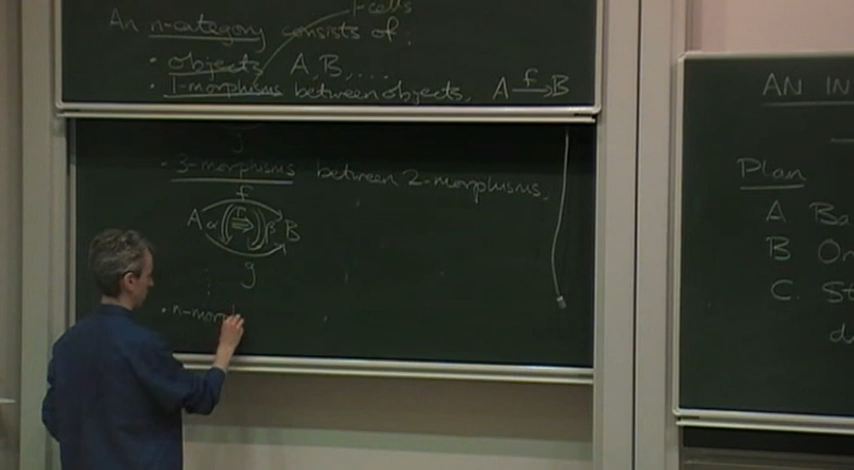 1-cells
An n-category consists of:
• objects A, B, ...
• 1-morphisms between objects, A f→ B
g
• 3-morphisms between 2-morphisms,
f
A α Γ β B
g
⋮
• n-morp
AN IN
Plan
A Ba
B On
C St
d